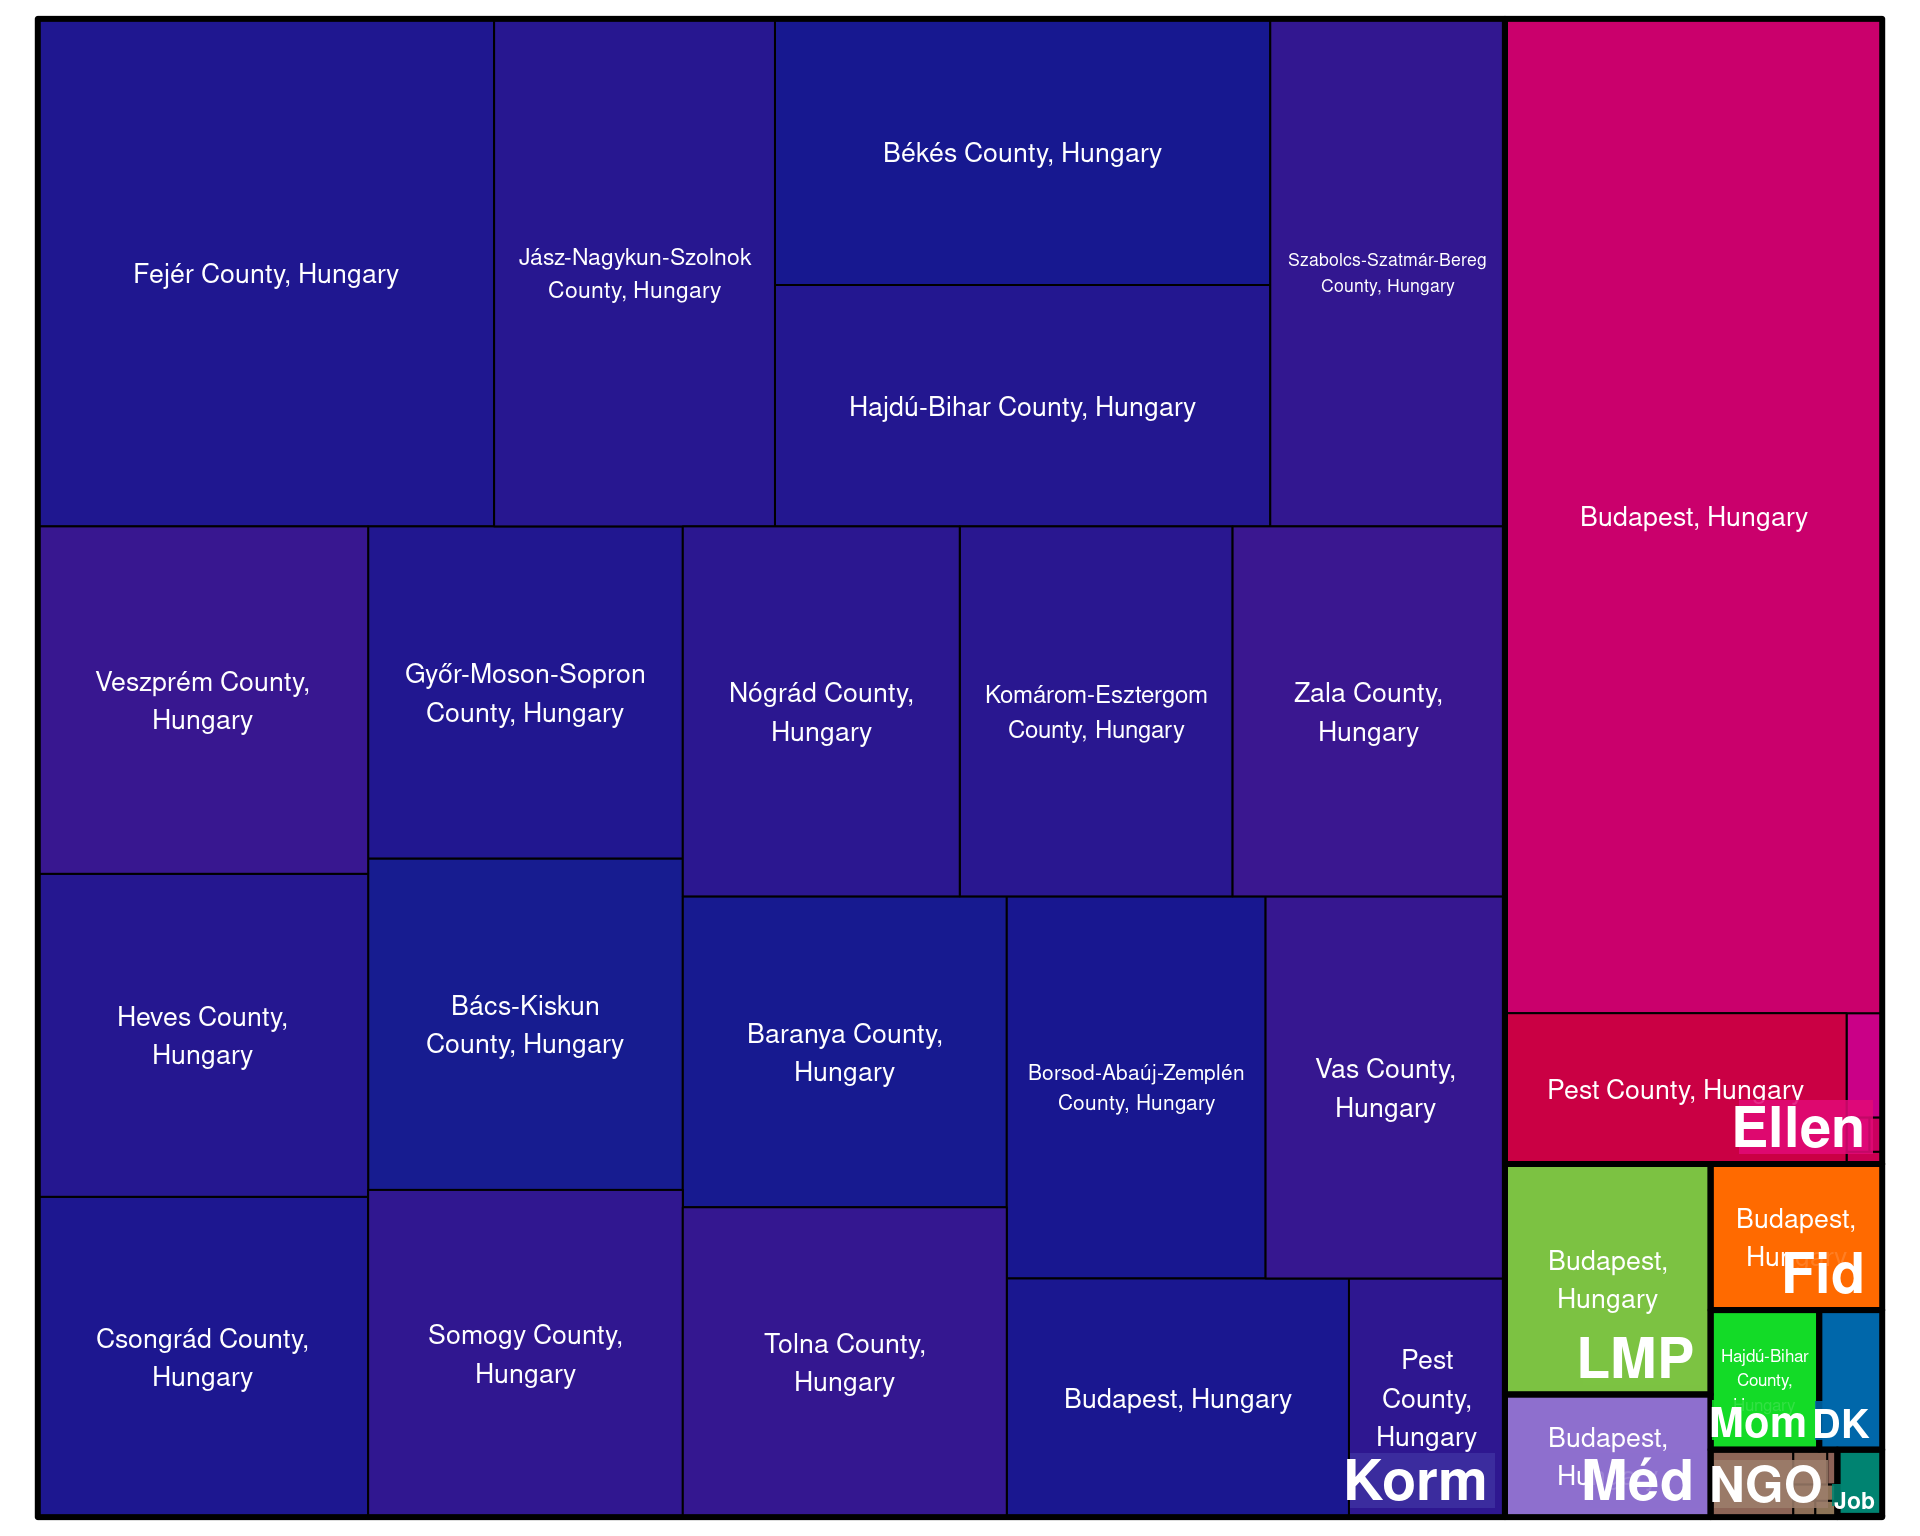 Fejér County, Hungary
Jász-Nagykun-Szolnok
County, Hungary
Békés County, Hungary
Hajdú-Bihar County, Hungary
Szabolcs-Szatmár-Bereg
County, Hungary
Budapest, Hungary
Veszprém County,
Hungary
Győr-Moson-Sopron
County, Hungary
Nógrád County,
Hungary
Komárom-Esztergom
County, Hungary
Zala County,
Hungary
Heves County,
Hungary
Bács-Kiskun
County, Hungary
Baranya County,
Hungary
Borsod-Abaúj-Zemplén
County, Hungary
Vas County,
Hungary
Csongrád County,
Hungary
Somogy County,
Hungary
Tolna County,
Hungary
Budapest, Hungary
Pest
County,
Hungary
Korm
Pest County, Hungary
Ellen
Budapest,
Hungary
LMP
Budapest,
Hungary
Fid
Hajdú-Bihar
County,
Hungary
Mom
DK
Budapest,
Méd
NGO
Job